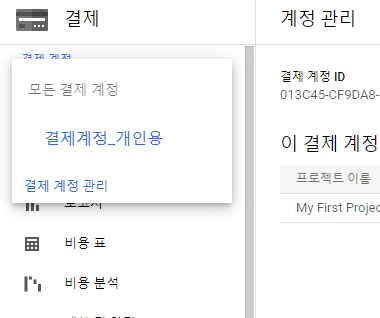 결제
결제 계정
모든 결제 계정
결제계정_개인용
결제 계정 관리
보고서
비용 표
비용 분석
계정 관리
결제 계정 ID
013C45-CF9DA8-
이 결제 계정
프로젝트 이름
My First Projec